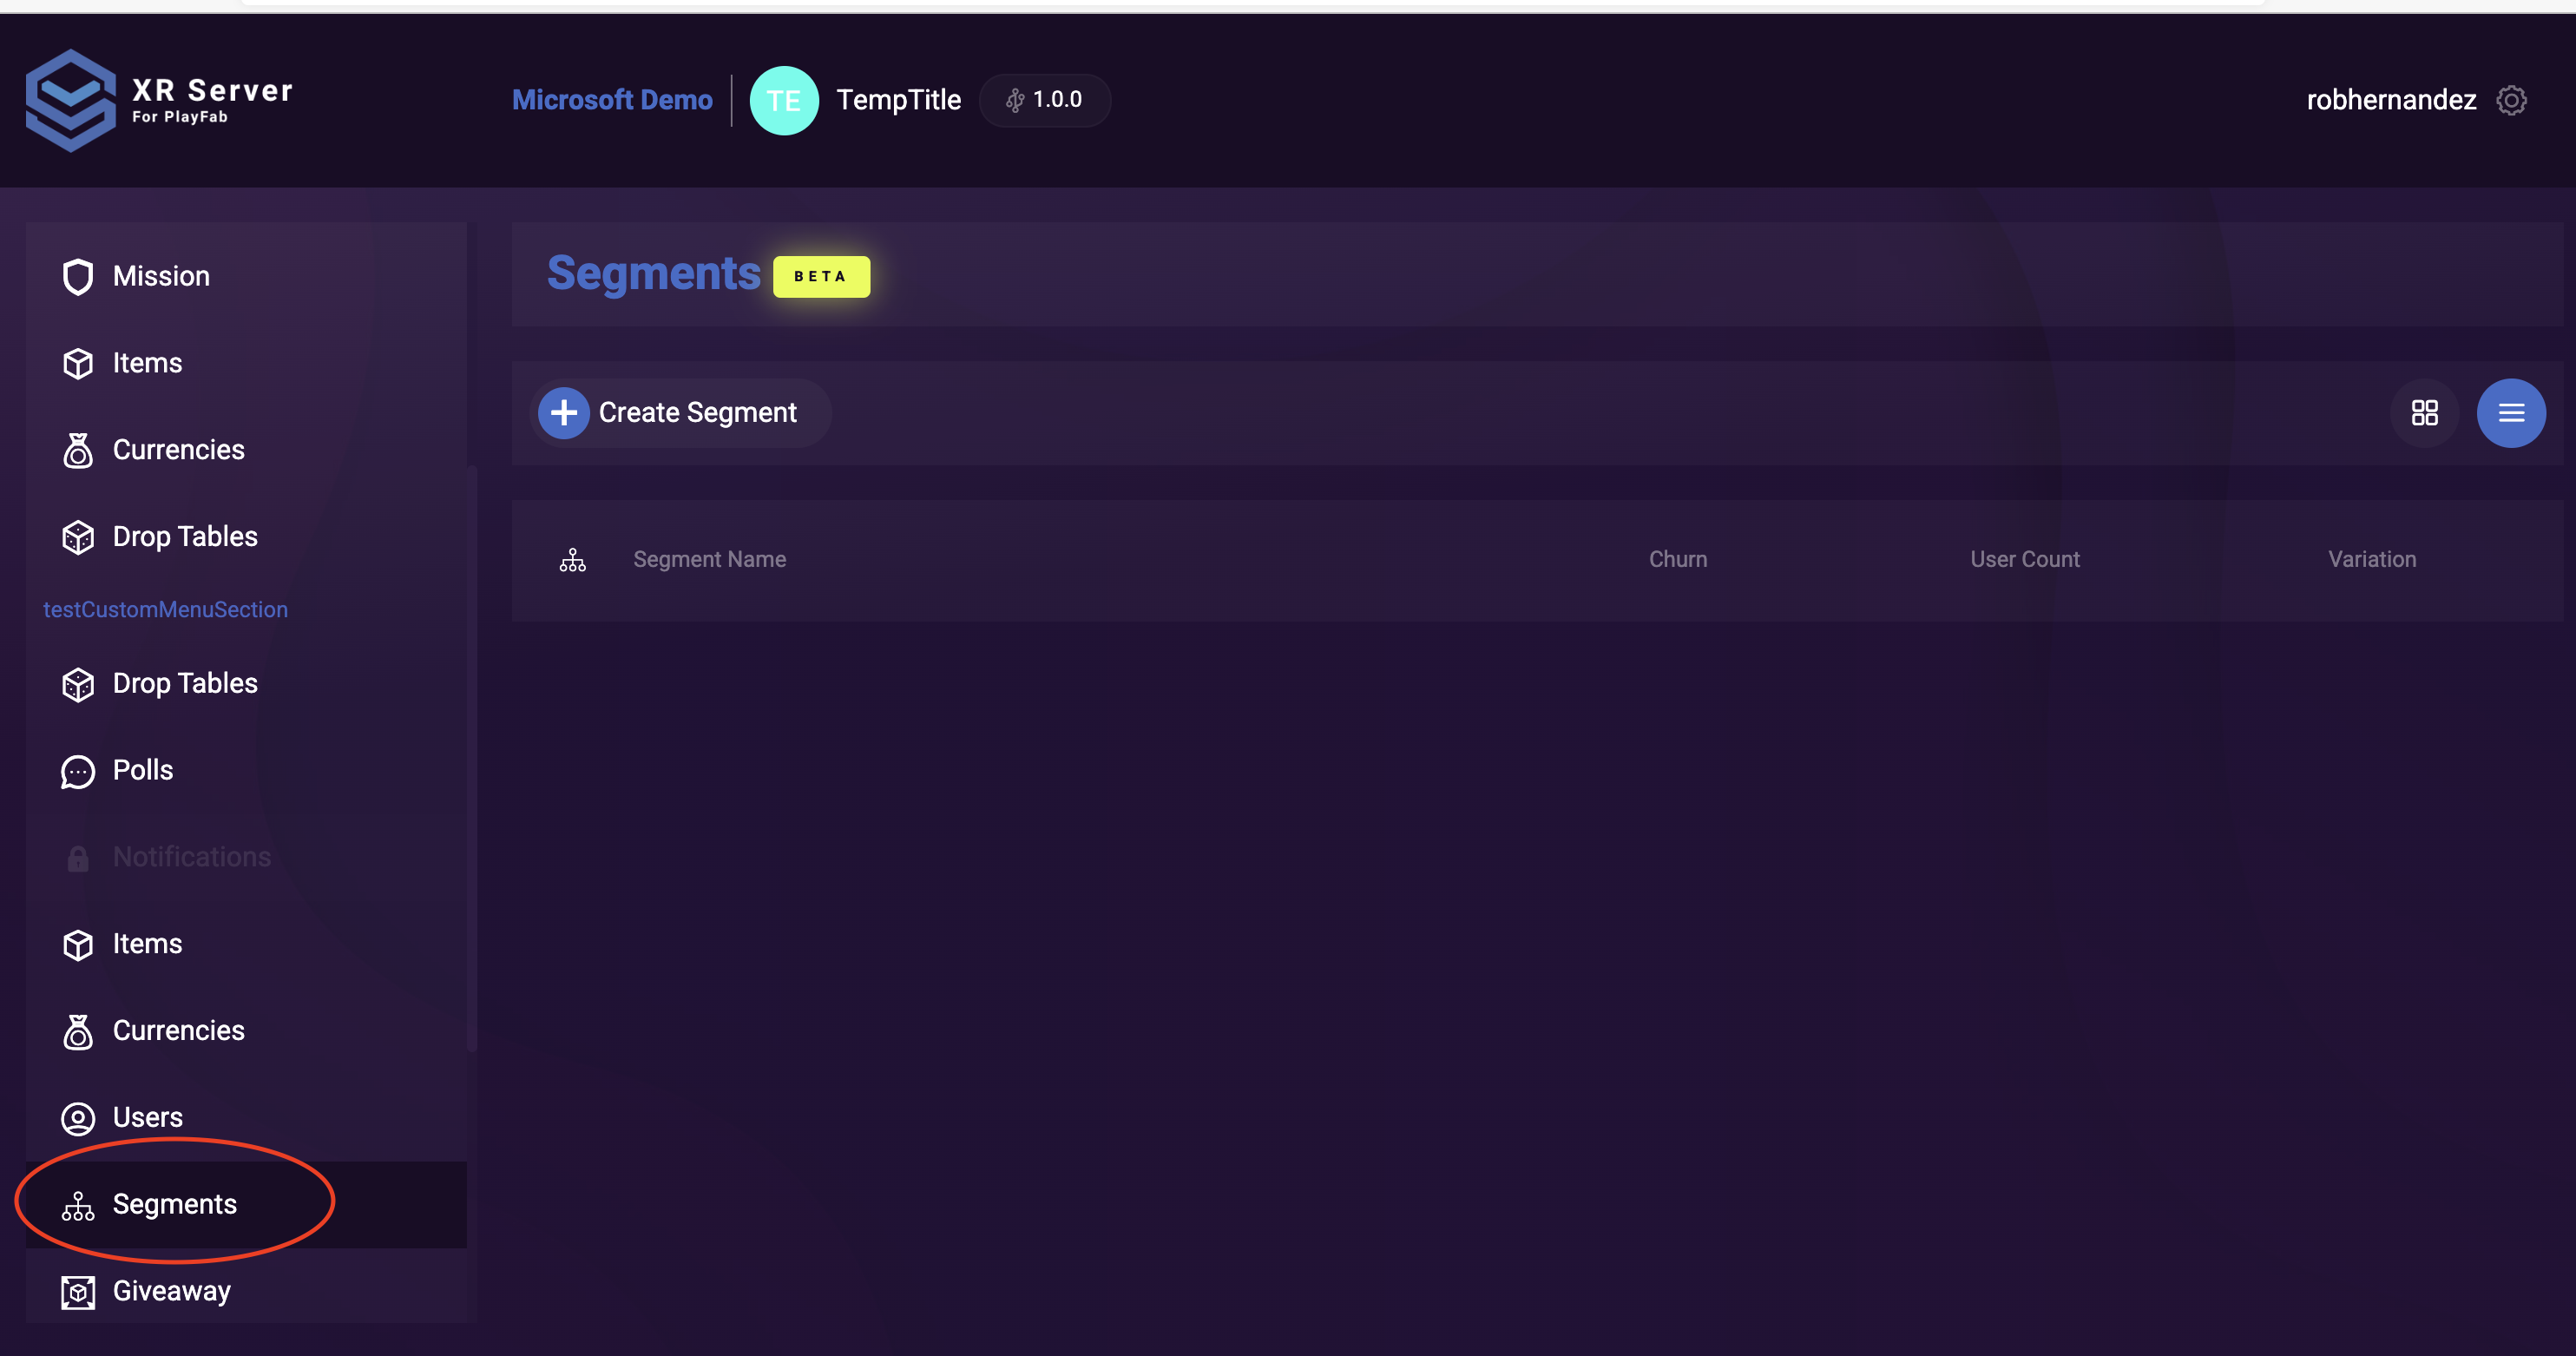 XR Server
For PlayFab
Microsoft Demo
TE
TempTitle
1.0.0
robhernandez
Mission
Items
Currencies
Drop Tables
testCustomMenuSection
Drop Tables
Polls
Notifications
Items
Currencies
Users
Segments
Giveaway
Segments
BETA
Create Segment
Segment Name
Churn
User Count
Variation